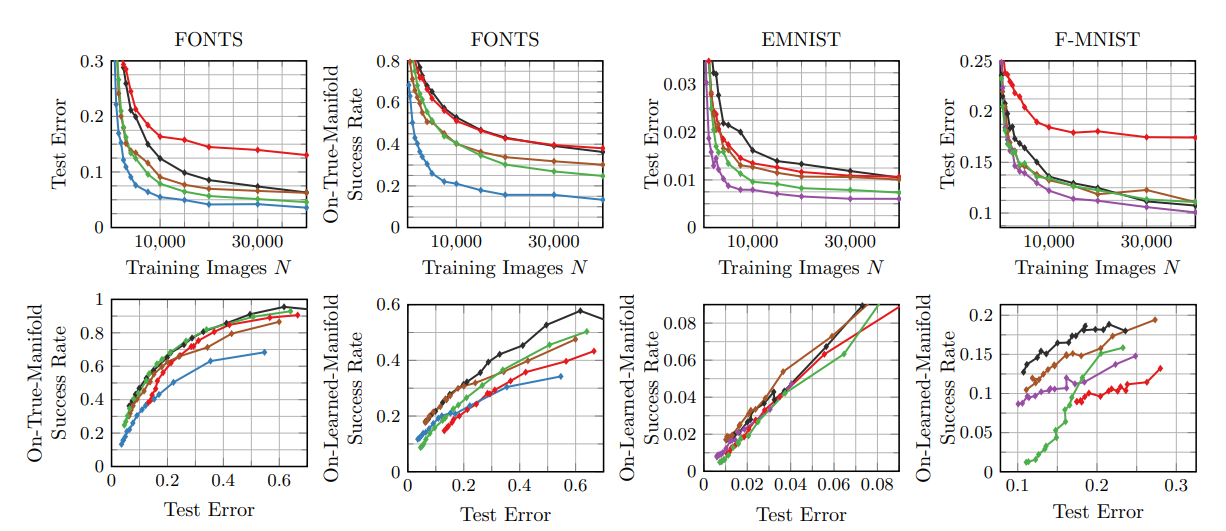 FONTS
FONTS
EMNIST
F-MNIST
Test Error
0.3
0.2
0.1
0
10,000
30,000
Training Images N
On-True-Manifold
Success Rate
0.8
0.6
0.4
0.2
0
10,000
30,000
Training Images N
Test Error
0.03
0.02
0.01
0
10,000
30,000
Training Images N
Test Error
0.25
0.2
0.15
0.1
10,000
30,000
Training Images N
On-True-Manifold
Success Rate
1
0.8
0.6
0.4
0.2
0
0
0.2
0.4
0.6
Test Error
On-Learned-Manifold
Success Rate
0.6
0.4
0.2
0
0
0.2
0.4
0.6
Test Error
On-Learned-Manifold
Success Rate
0.08
0.06
0.04
0.02
0
0
0.02
0.04
0.06
0.08
Test Error
On-Learned-Manifold
Success Rate
0.2
0.15
0.1
0.05
0
0.1
0.2
0.3
Test Error